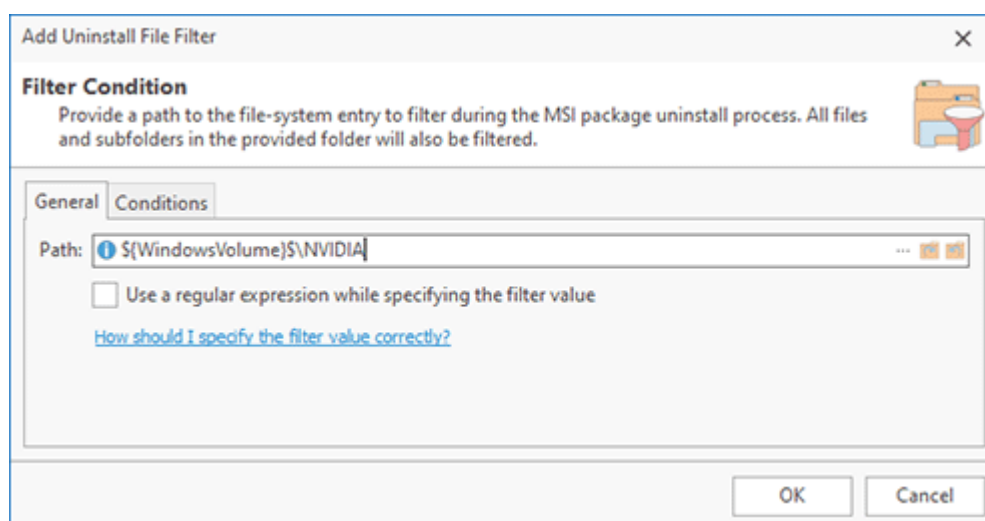 Add Uninstall File Filter
Filter Condition
Provide a path to the file-system entry to filter during the MSI package uninstall process. All files
and subfolders in the provided folder will also be filtered.
General Conditions
Path: ${WindowsVolume}$\NVIDIA
Use a regular expression while specifying the filter value
How should I specify the filter value correctly?
OK Cancel